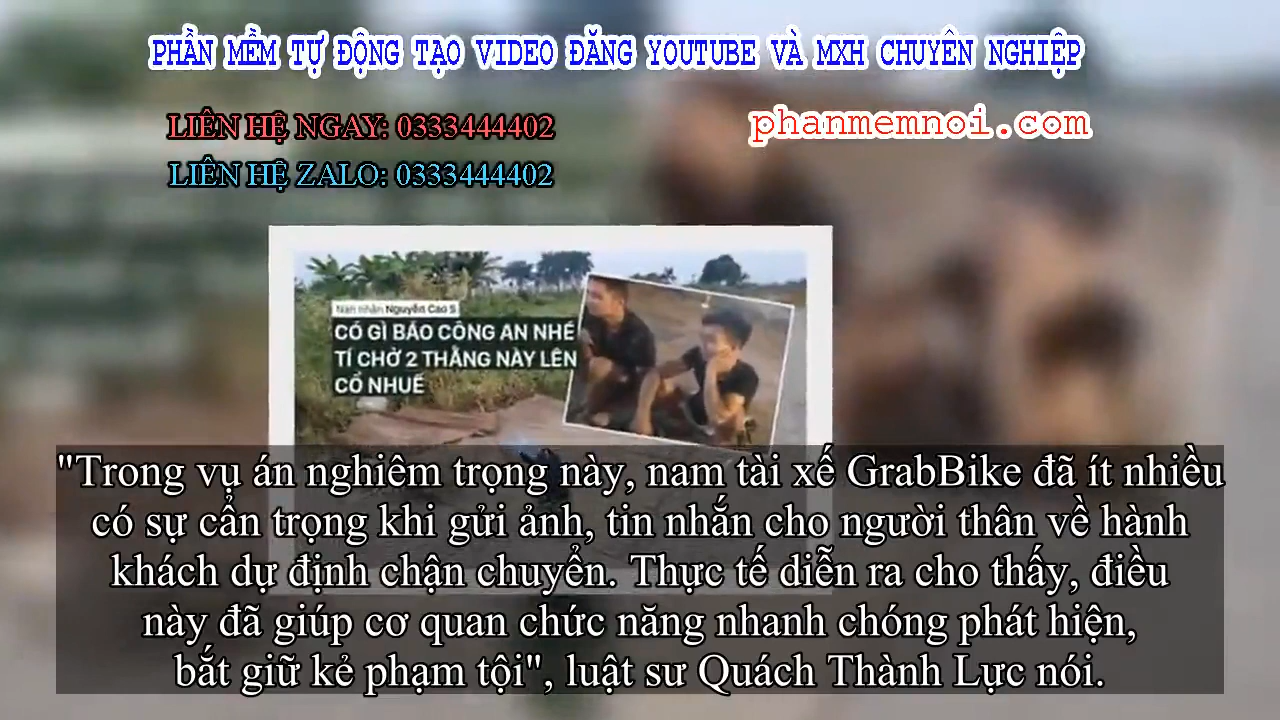 PHẦN MỀM TỰ ĐỘNG TẠO VIDEO ĐĂNG YOUTUBE VÀ MXH CHUYÊN NGHIỆP
LIÊN HỆ NGAY: 0333444402
phanmemnoi.com
LIÊN HỆ ZALO: 0333444402
Nạn nhân Nguyễn Cao S
CÓ GÌ BÁO CÔNG AN NHÉ
TÍ CHỞ 2 THẰNG NÀY LÊN
CỔ NHUẾ
"Trong vụ án nghiêm trọng này, nam tài xế GrabBike đã ít nhiều
có sự cẩn trọng khi gửi ảnh, tin nhắn cho người thân về hành
khách dự định chận chuyển. Thực tế diễn ra cho thấy, điều
này đã giúp cơ quan chức năng nhanh chóng phát hiện,
bắt giữ kẻ phạm tội", luật sư Quách Thành Lực nói.